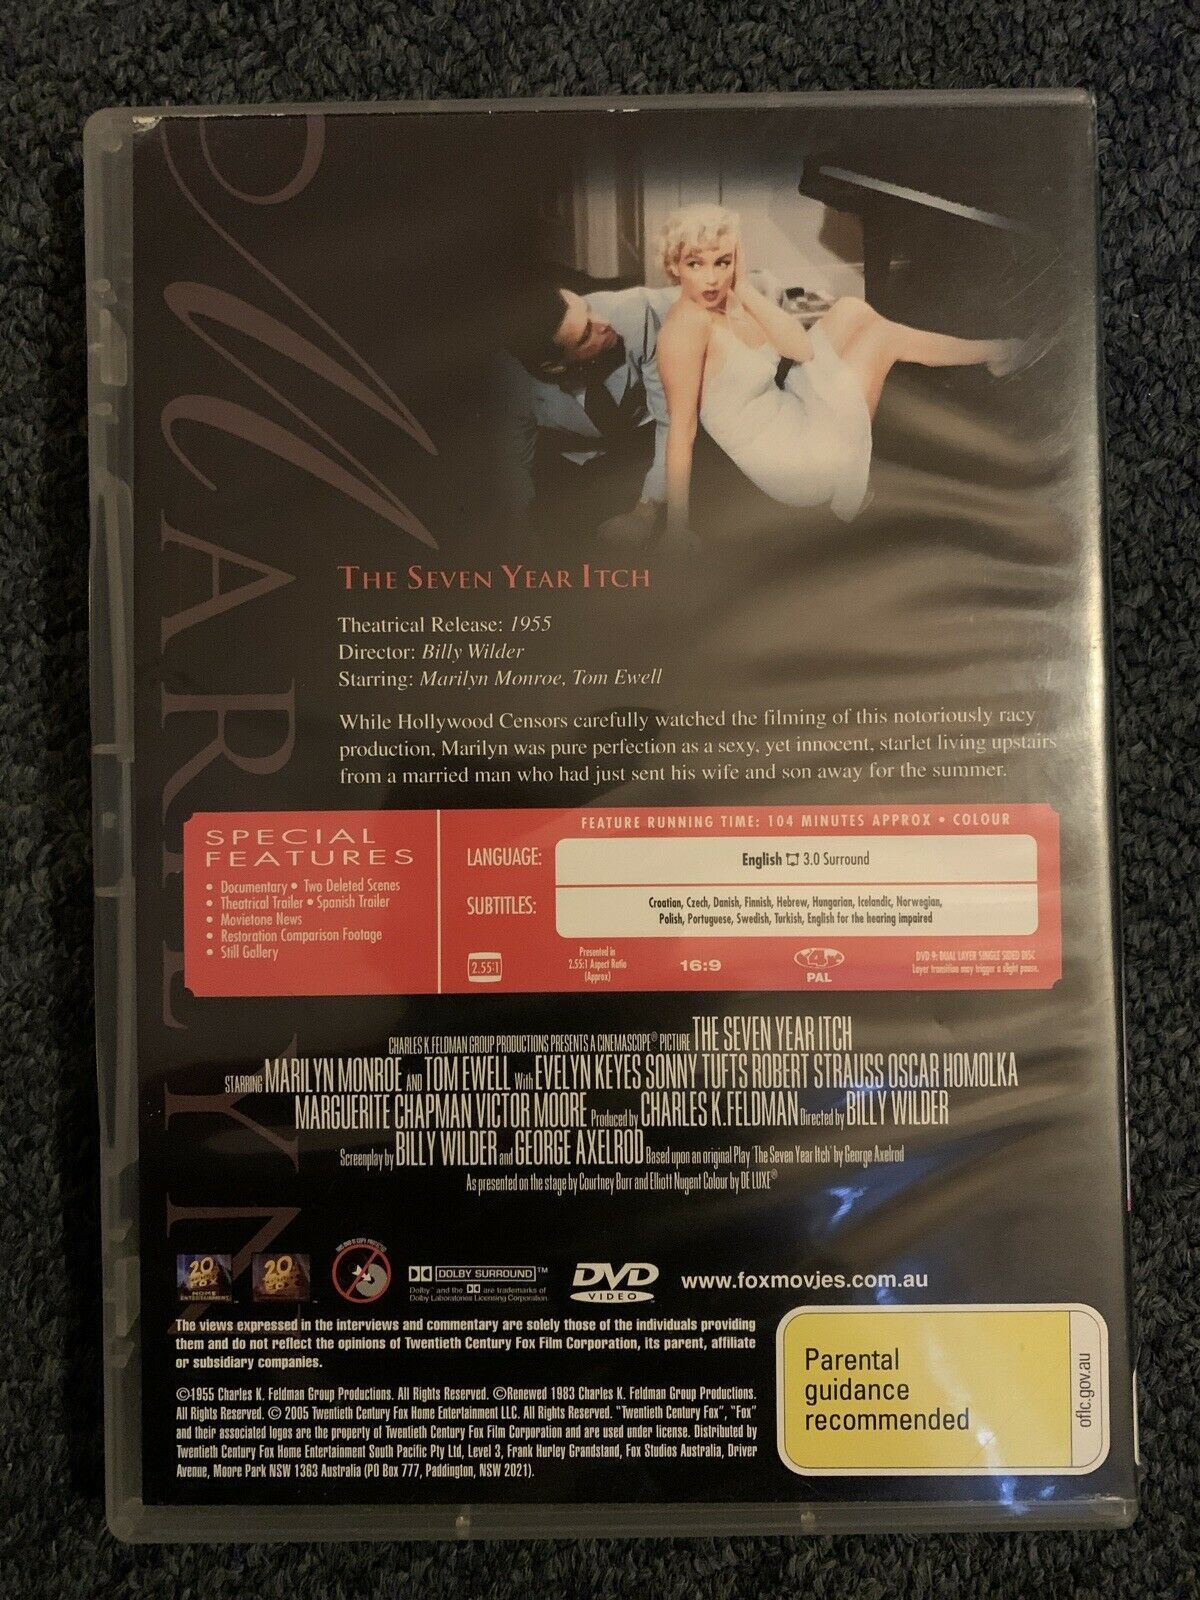 MARILYN
THE SEVEN YEAR ITCH
Theatrical Release: 1955
Director: Billy Wilder
Starring: Marilyn Monroe, Tom Ewell
While Hollywood Censors carefully watched the filming of this notoriously racy
production, Marilyn was pure perfection as a sexy, yet innocent, starlet living upstairs
from a married man who had just sent his wife and son away for the summer.
SPECIAL
FEATURES
• Documentary • Two Deleted Scenes
• Theatrical Trailer • Spanish Trailer
• Movietone News
• Restoration Comparison Footage
• Still Gallery
FEATURE RUNNING TIME: 104 MINUTES APPROX • COLOUR
LANGUAGE:
English 3.0 Surround
SUBTITLES:
Croatian, Czech, Danish, Finnish, Hebrew, Hungarian, Icelandic, Norwegian,
Polish, Portuguese, Swedish, Turkish, English for the hearing impaired
2.55:1
Presented in
2.55:1 Aspect Ratio
(Approx)
16:9
4
PAL
DVD 9: DUAL LAYER SINGLE SIDED DISC
Layer transition may trigger a slight pause.
CHARLES K. FELDMAN GROUP PRODUCTIONS PRESENTS A CINEMASCOPE® PICTURE THE SEVEN YEAR ITCH
STARRING MARILYN MONROE AND TOM EWELL With EVELYN KEYES SONNY TUFTS ROBERT STRAUSS OSCAR HOMOLKA
MARGUERITE CHAPMAN VICTOR MOORE Produced by CHARLES K. FELDMAN Directed by BILLY WILDER
Screenplay by BILLY WILDER and GEORGE AXELROD Based upon an original Play 'The Seven Year Itch' by George Axelrod
As presented on the stage by Courtney Burr and Elliott Nugent Colour by DE LUXE®
20
FOX
HOME
ENTERTAINMENT
20
FOX
THIS DVD IS COPY PROTECTED
DOLBY SURROUND™
Dolby and the DD are trademarks of
Dolby Laboratories Licensing Corporation.
DVD
VIDEO
www.foxmovies.com.au
The views expressed in the interviews and commentary are solely those of the individuals providing
them and do not reflect the opinions of Twentieth Century Fox Film Corporation, its parent, affiliate
or subsidiary companies.
©1955 Charles K. Feldman Group Productions. All Rights Reserved. ©Renewed 1983 Charles K. Feldman Group Productions.
All Rights Reserved. © 2005 Twentieth Century Fox Home Entertainment LLC. All Rights Reserved. "Twentieth Century Fox", "Fox"
and their associated logos are the property of Twentieth Century Fox Film Corporation and are used under license. Distributed by
Twentieth Century Fox Home Entertainment South Pacific Pty Ltd, Level 3, Frank Hurley Grandstand, Fox Studios Australia, Driver
Avenue, Moore Park NSW 1363 Australia (PO Box 777, Paddington, NSW 2021).
Parental
guidance
recommended
oflc.gov.au